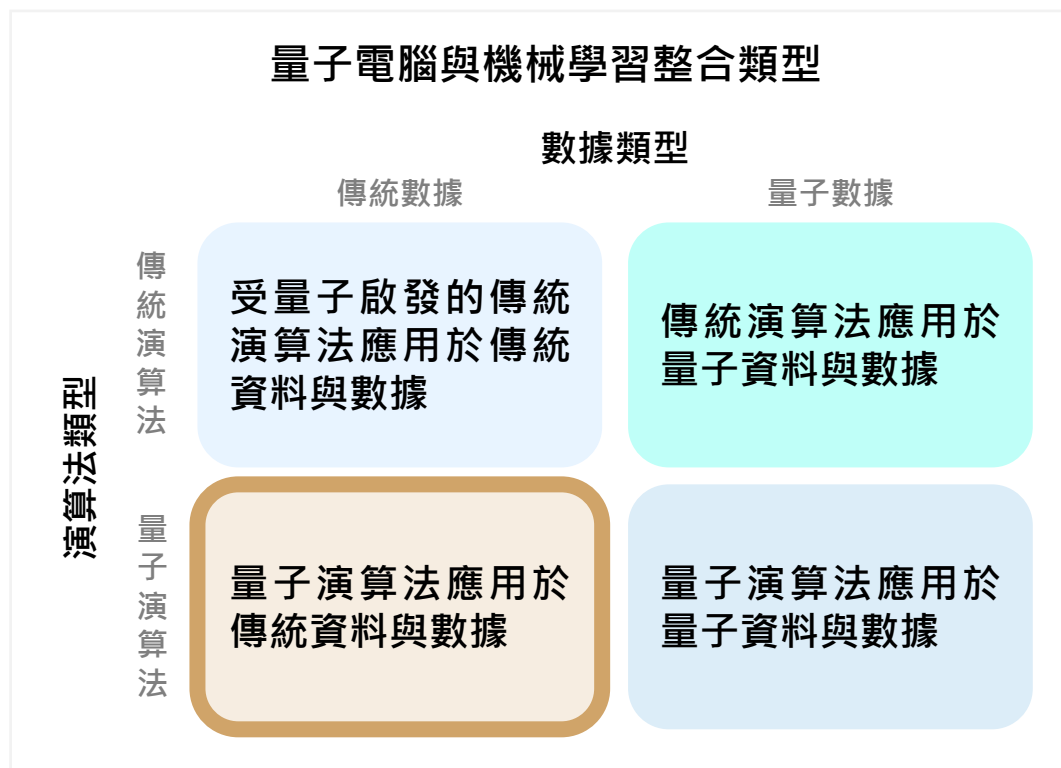 量子電腦與機械學習整合類型
數據類型
傳統數據
量子數據
演算法類型
傳統演算法
受量子啟發的傳統
演算法應用於傳統
資料與數據
傳統演算法應用於
量子資料與數據
量子演算法
量子演算法應用於
傳統資料與數據
量子演算法應用於
量子資料與數據